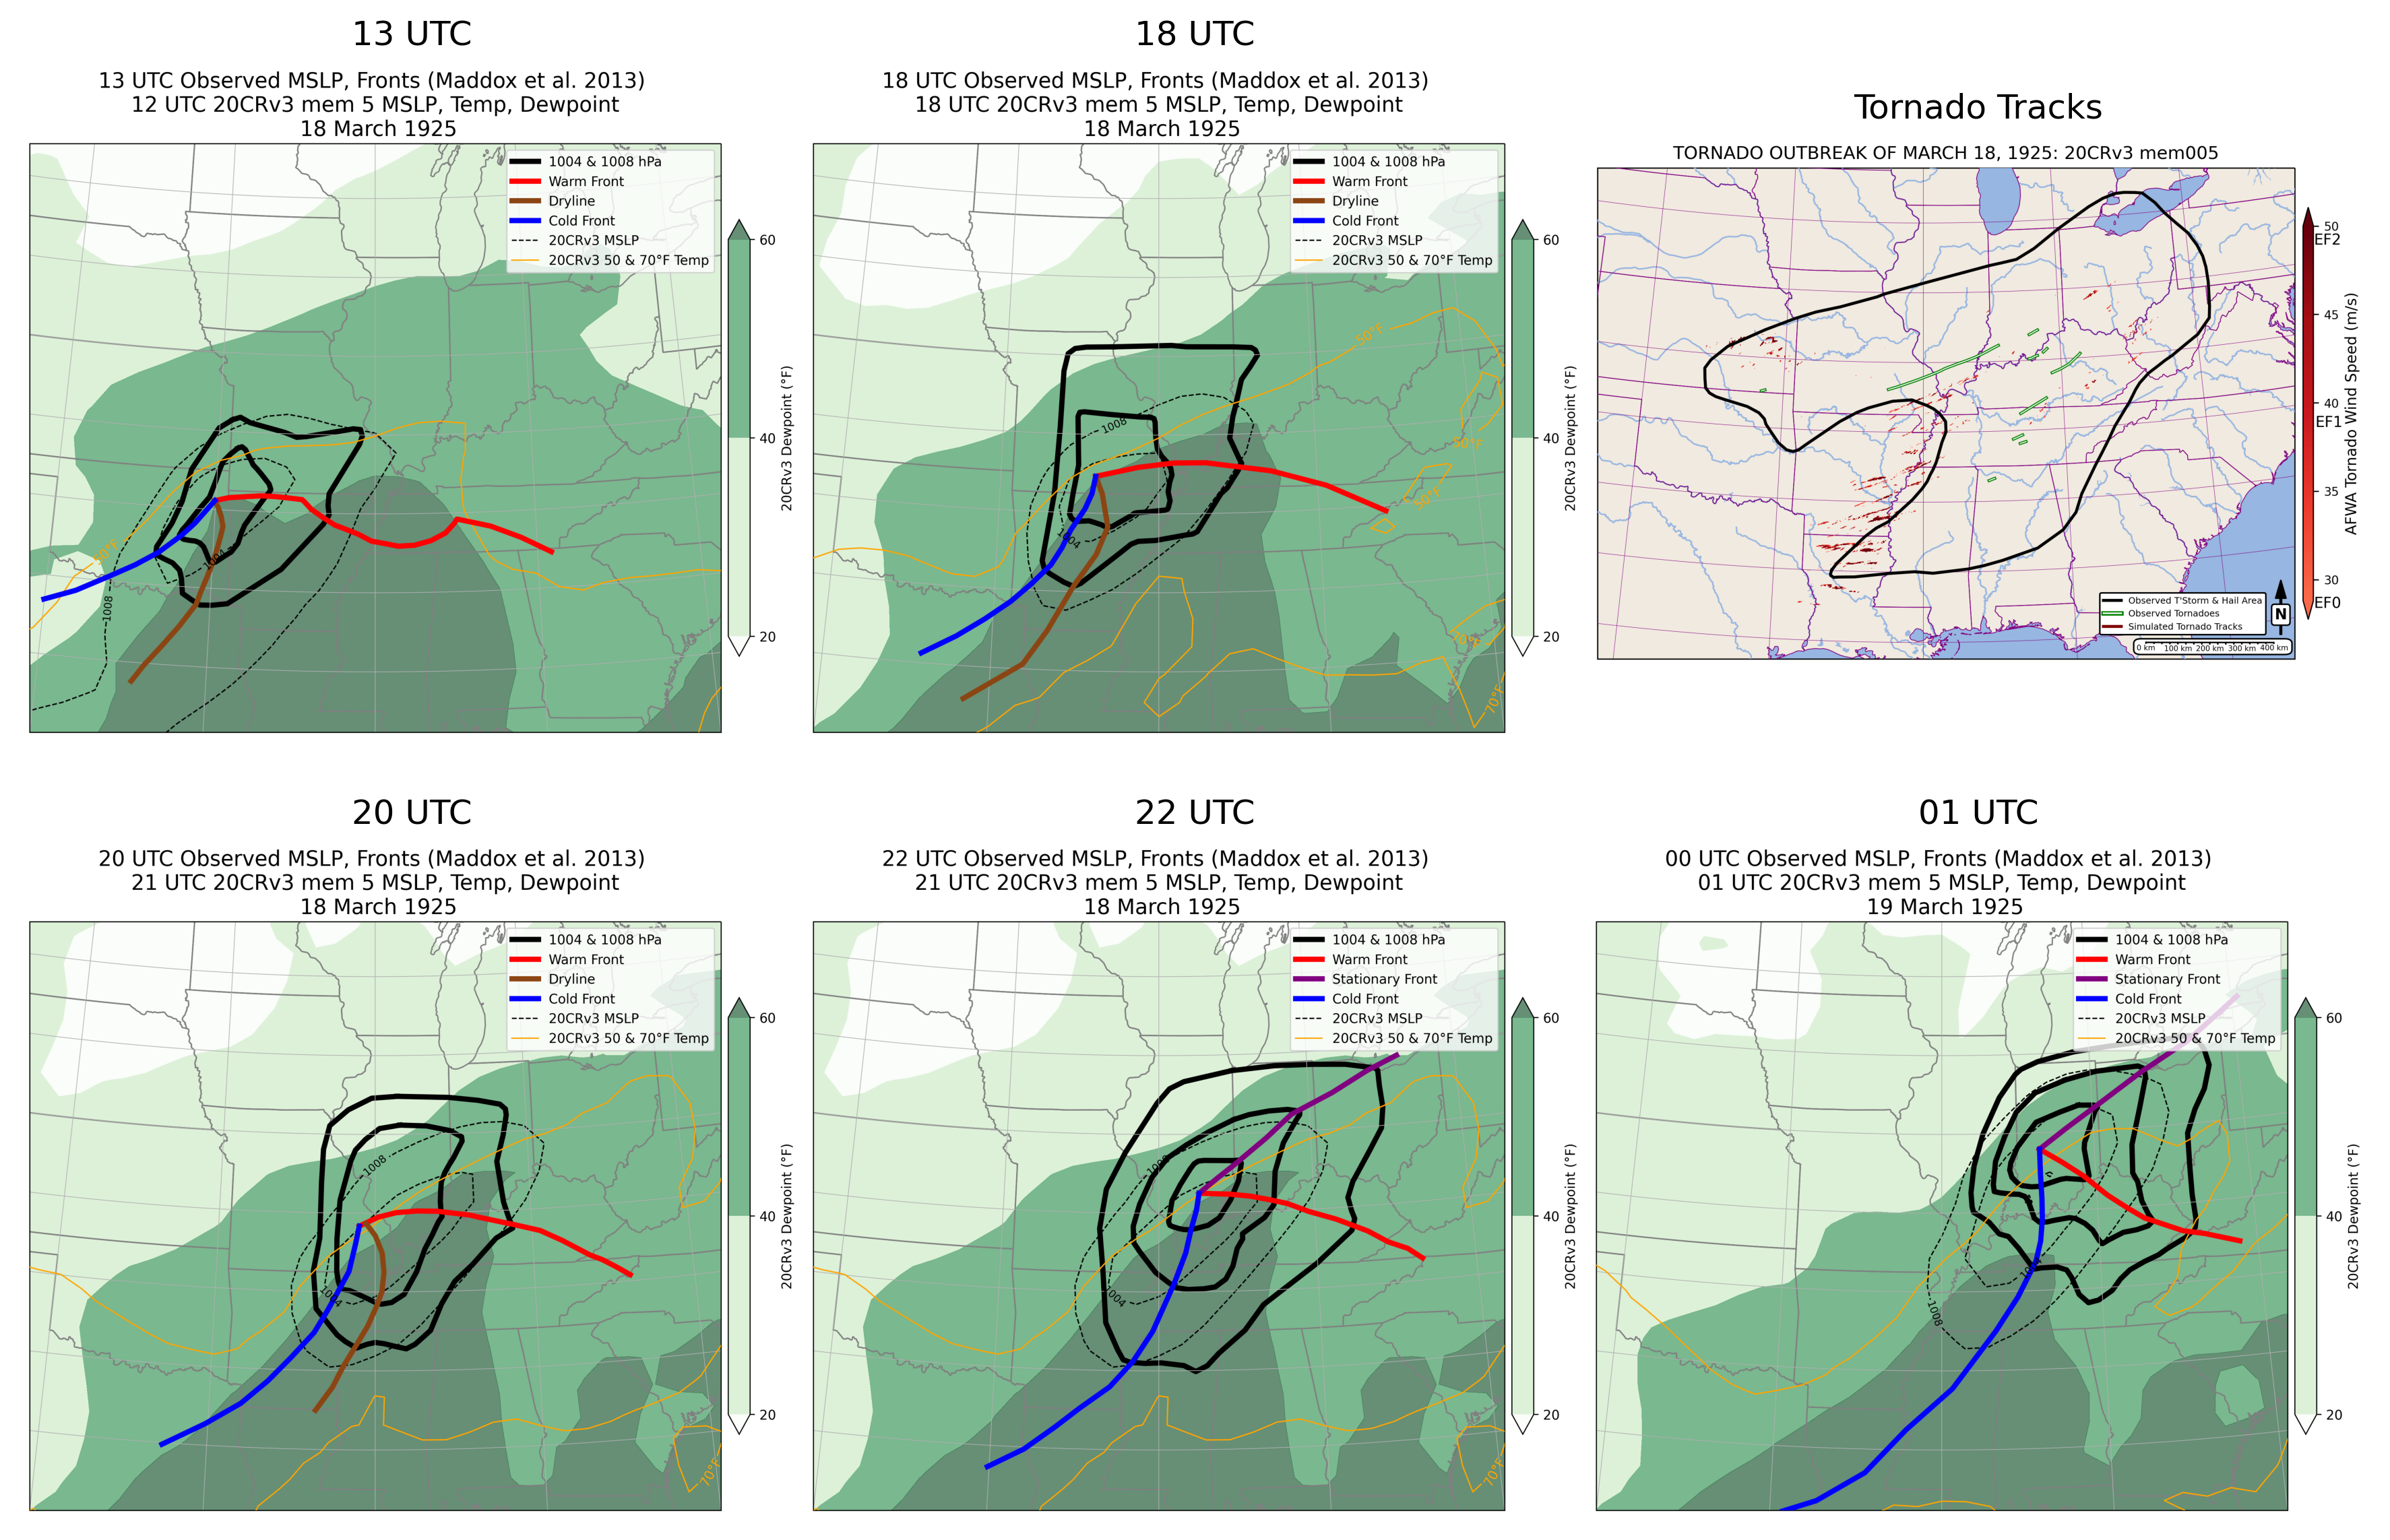 13 UTC
13 UTC Observed MSLP, Fronts (Maddox et al. 2013)
12 UTC 20CRv3 mem 5 MSLP, Temp, Dewpoint
18 March 1925
1004 & 1008 hPa
Warm Front
Dryline
Cold Front
20CRv3 MSLP
20CRv3 50 & 70°F Temp
50°F
1004
1008
60
40
20
20CRv3 Dewpoint (°F)
18 UTC
18 UTC Observed MSLP, Fronts (Maddox et al. 2013)
18 UTC 20CRv3 mem 5 MSLP, Temp, Dewpoint
18 March 1925
1004 & 1008 hPa
Warm Front
Dryline
Cold Front
20CRv3 MSLP
20CRv3 50 & 70°F Temp
50°F
1008
50°F
50°F
1004
70°F
70°F
60
40
20
20CRv3 Dewpoint (°F)
Tornado Tracks
TORNADO OUTBREAK OF MARCH 18, 1925: 20CRv3 mem005
Observed T'Storm & Hail Area
Observed Tornadoes
Simulated Tornado Tracks
N
0 km 100 km 200 km 300 km 400 km
50
EF2
45
40
EF1
35
30
EF0
AFWA Tornado Wind Speed (m/s)
20 UTC
20 UTC Observed MSLP, Fronts (Maddox et al. 2013)
21 UTC 20CRv3 mem 5 MSLP, Temp, Dewpoint
18 March 1925
1004 & 1008 hPa
Warm Front
Dryline
Cold Front
20CRv3 MSLP
20CRv3 50 & 70°F Temp
1008
1004
70°F
60
40
20
20CRv3 Dewpoint (°F)
22 UTC
22 UTC Observed MSLP, Fronts (Maddox et al. 2013)
21 UTC 20CRv3 mem 5 MSLP, Temp, Dewpoint
18 March 1925
1004 & 1008 hPa
Warm Front
Stationary Front
Cold Front
20CRv3 MSLP
20CRv3 50 & 70°F Temp
1008
1004
70°F
60
40
20
20CRv3 Dewpoint (°F)
01 UTC
00 UTC Observed MSLP, Fronts (Maddox et al. 2013)
01 UTC 20CRv3 mem 5 MSLP, Temp, Dewpoint
19 March 1925
1004 & 1008 hPa
Warm Front
Stationary Front
Cold Front
20CRv3 MSLP
20CRv3 50 & 70°F Temp
1008
60
40
20
20CRv3 Dewpoint (°F)